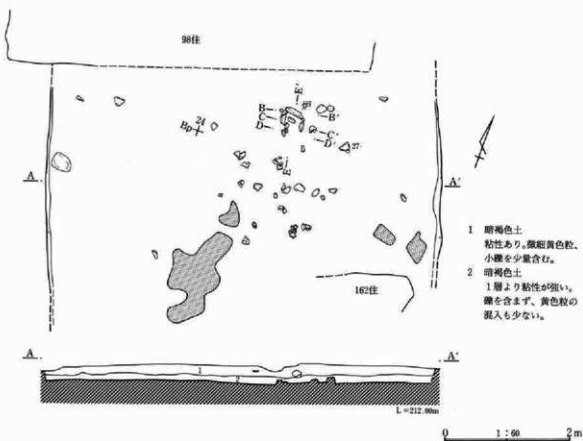 98住
24
Bp
B
C
D
E'
B'
C'
D'
27
E
A
A'
162住
1 暗褐色土
粘性あり。微細黄色粒、
小礫を少量含む。
2 暗褐色土
1層より粘性が強い。
礫を含まず、黄色粒の
混入も少ない。
A
A'
1
2
L=212.00m
0 1:60 2m